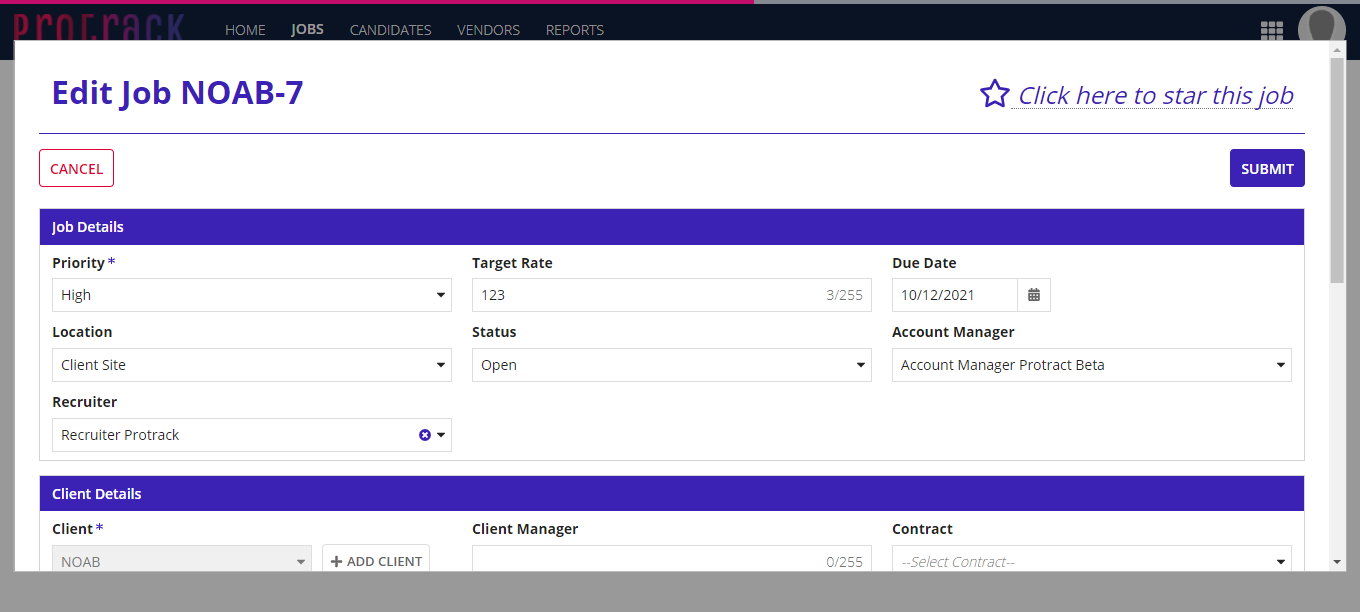 ProTrack
HOME JOBS CANDIDATES VENDORS REPORTS
Edit Job NOAB-7
Click here to star this job
CANCEL
SUBMIT
Job Details
Priority* Target Rate Due Date
High 123 3/255 10/12/2021
Location Status Account Manager
Client Site Open Account Manager Protract Beta
Recruiter
Recruiter Protrack
Client Details
Client* Client Manager Contract
NOAB + ADD CLIENT 0/255 --Select Contract--